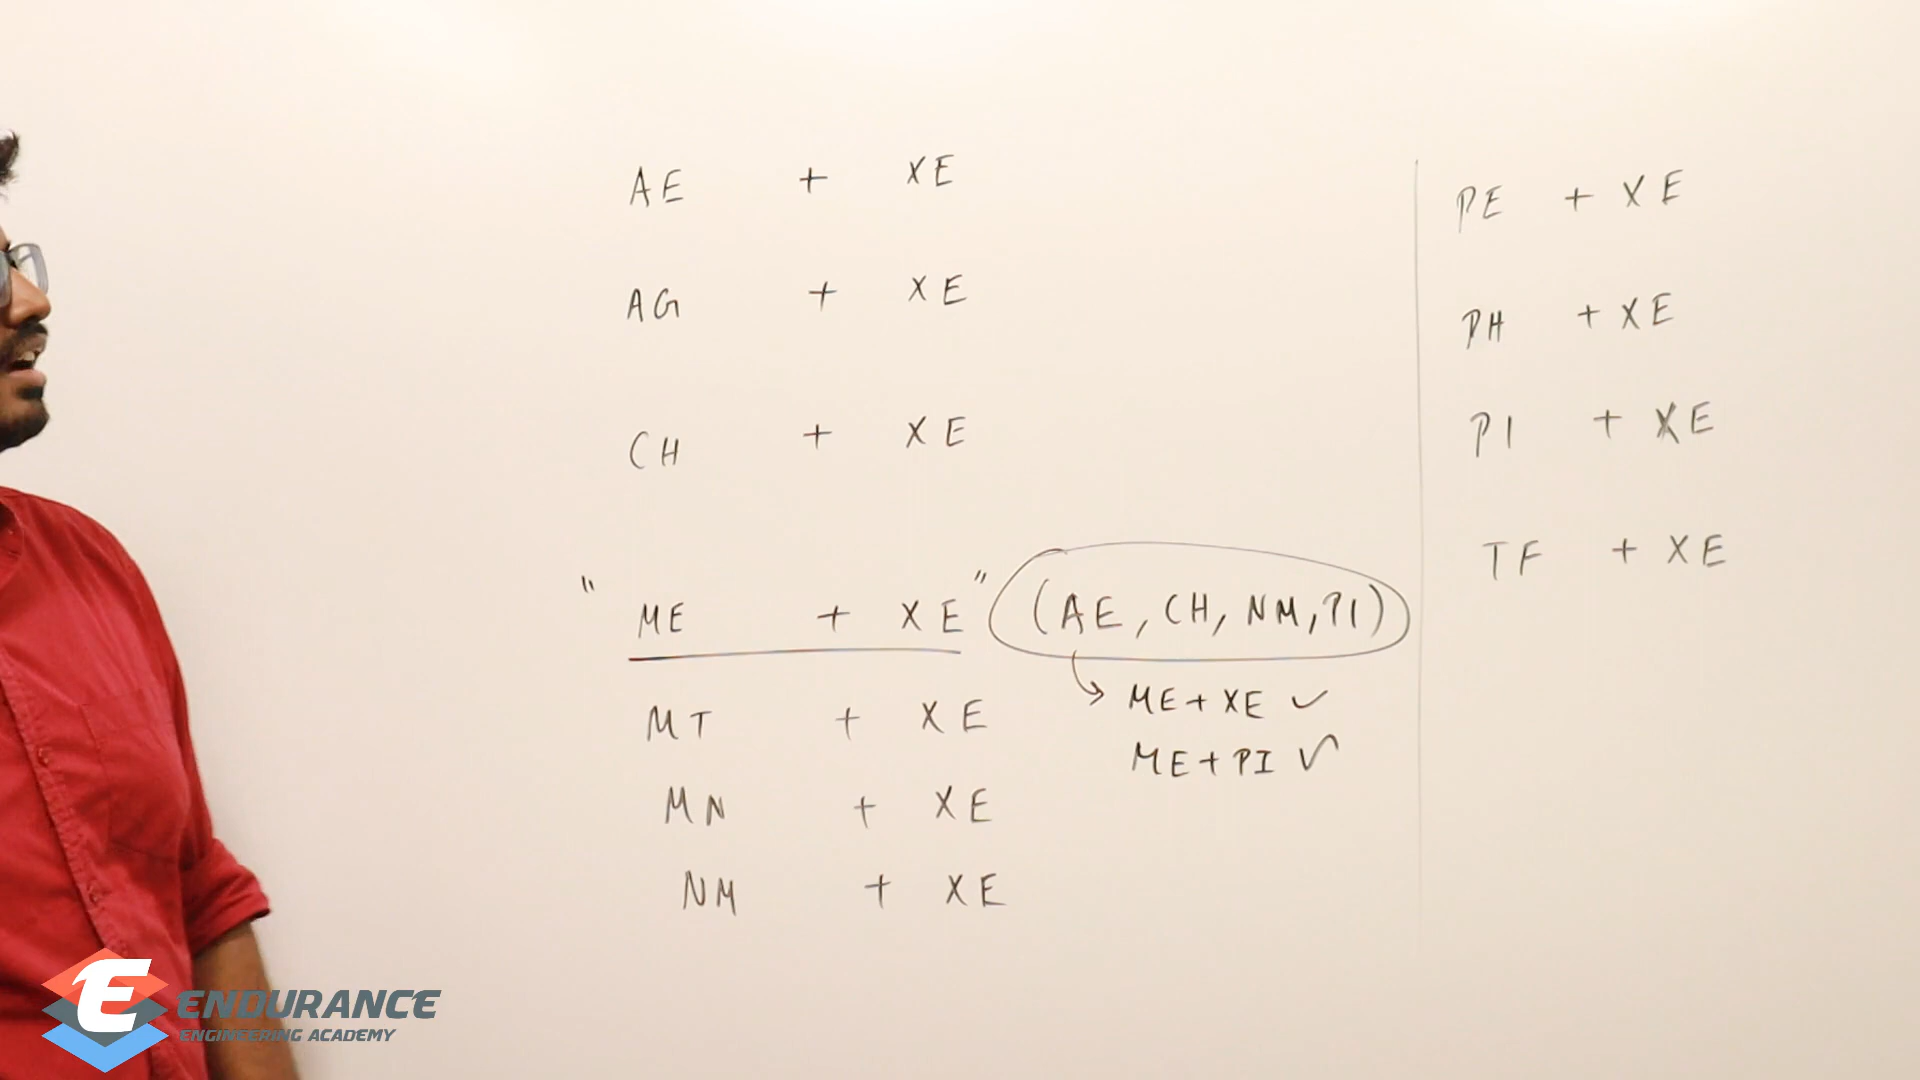 AE + XE
AG + XE
CH + XE
" ME + XE " (AE, CH, NM, PI)
ME + XE ✓
ME + PI ✓
MT + XE
MN + XE
NM + XE
PE + XE
PH + XE
PI + XE
TF + XE
E ENDURANCE
ENGINEERING ACADEMY